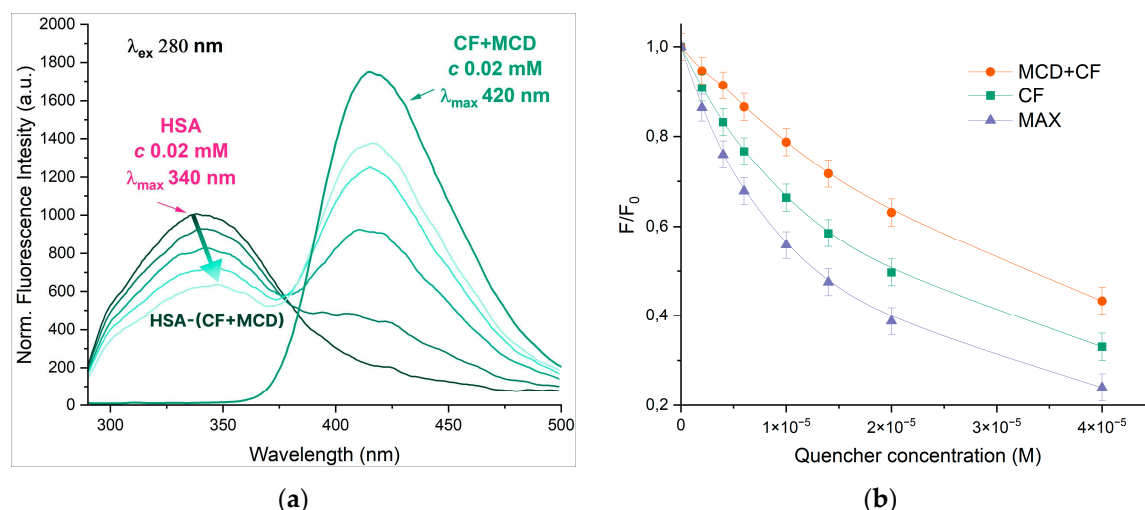 Norm. Fluorescence Intesity (a.u.)
2000
1800
1600
1400
1200
1000
800
600
400
200
0
λex 280 nm
CF+MCD
c 0.02 mM
λmax 420 nm
HSA
c 0.02 mM
λmax 340 nm
HSA-(CF+MCD)
300
350
400
450
500
Wavelength (nm)
(a)
F/F0
1,0
0,8
0,6
0,4
0,2
MCD+CF
CF
MAX
0
1×10⁻⁵
2×10⁻⁵
3×10⁻⁵
4×10⁻⁵
Quencher concentration (M)
(b)